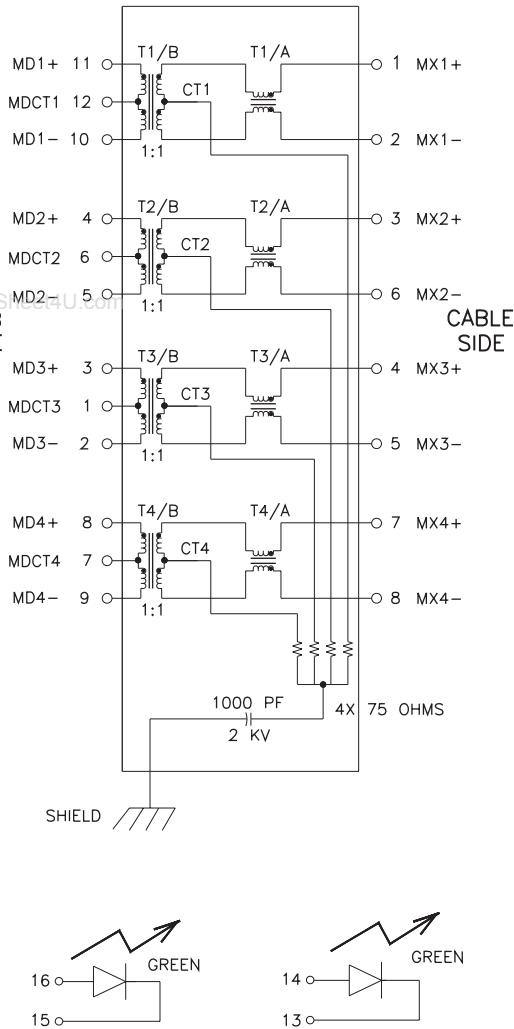 T1/B T1/A
MD1+ 11 1 MX1+
MDCT1 12 CT1
MD1- 10 2 MX1-
1:1
T2/B T2/A
MD2+ 4 3 MX2+
MDCT2 6 CT2
MD2- 5 6 MX2-
Sheet4U.com
1:1
CABLE
SIDE
T3/B T3/A
MD3+ 3 4 MX3+
MDCT3 1 CT3
MD3- 2 5 MX3-
1:1
T4/B T4/A
MD4+ 8 7 MX4+
MDCT4 7 CT4
MD4- 9 8 MX4-
1:1
1000 PF
2 KV
4X 75 OHMS
SHIELD
16 GREEN
15
14 GREEN
13